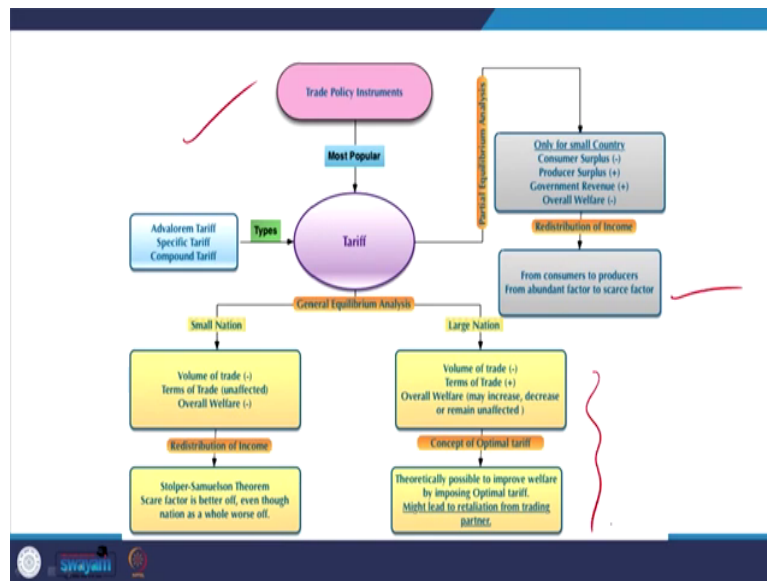 Trade Policy Instruments
Most Popular
Partial Equilibrium Analysis
Only for small Country
Consumer Surplus (-)
Producer Surplus (+)
Government Revenue (+)
Overall Welfare (-)
Redistribution of Income
From consumers to producers
From abundant factor to scarce factor
Advalorem Tariff
Specific Tariff
Compound Tariff
Types
Tariff
General Equilibrium Analysis
Small Nation
Large Nation
Volume of trade (-)
Terms of Trade (unaffected)
Overall Welfare (-)
Redistribution of Income
Stolper-Samuelson Theorem
Scare factor is better off, even though
nation as a whole worse off.
Volume of trade (-)
Terms of Trade (+)
Overall Welfare (may increase, decrease
or remain unaffected )
Concept of Optimal tariff
Theoretically possible to improve welfare
by imposing Optimal tariff.
Might lead to retaliation from trading
partner.
swayam